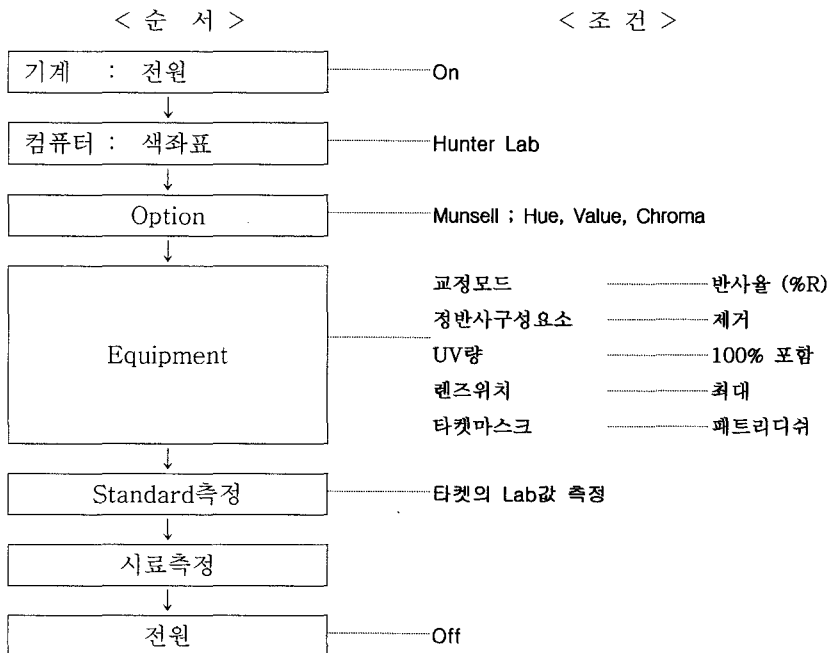 < 순 서 > < 조 건 >
기계 : 전원 On
컴퓨터 : 색좌표 Hunter Lab
Option Munsell ; Hue, Value, Chroma
교정모드 반사율 (%R)
정반사구성요소 제거
Equipment UV량 100% 포함
렌즈위치 최대
타켓마스크 패트리디쉬
Standard측정 타켓의 Lab값 측정
시료측정
전원 Off